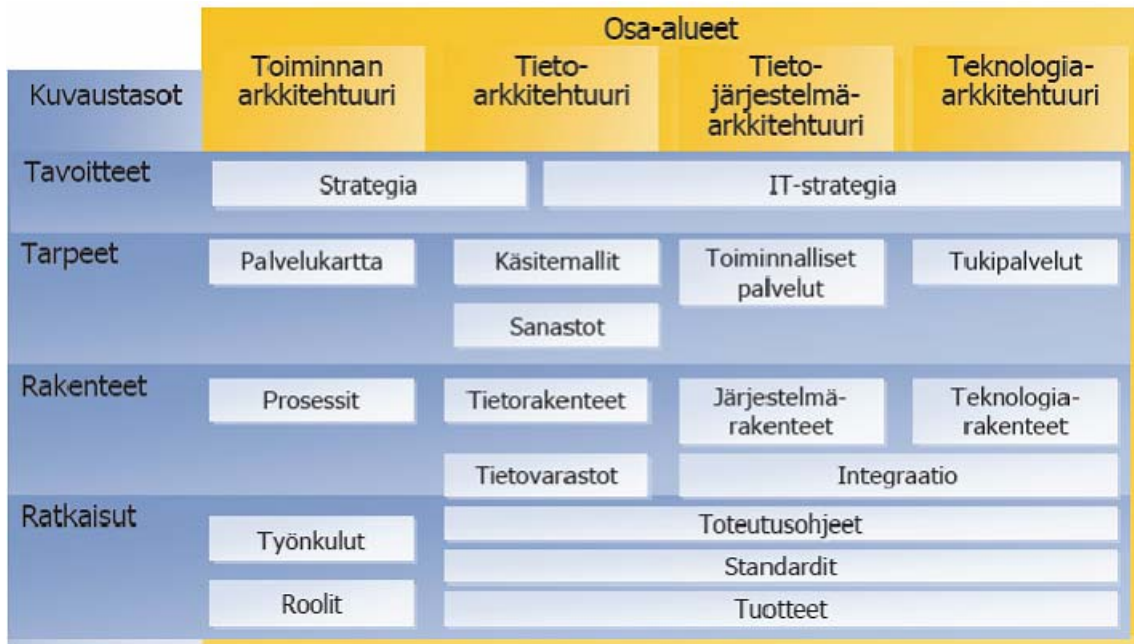 Osa-alueet
Kuvaustasot
Toiminnan
arkkitehtuuri
Tieto-
arkkitehtuuri
Tieto-
järjestelmä-
arkkitehtuuri
Teknologia-
arkkitehtuuri
Tavoitteet
Strategia
IT-strategia
Tarpeet
Palvelukartta
Käsitemallit
Sanastot
Toiminnalliset
palvelut
Tukipalvelut
Rakenteet
Prosessit
Tietorakenteet
Järjestelmä-
rakenteet
Teknologia-
rakenteet
Tietovarastot
Integraatio
Ratkaisut
Työnkulut
Roolit
Toteutusohjeet
Standardit
Tuotteet